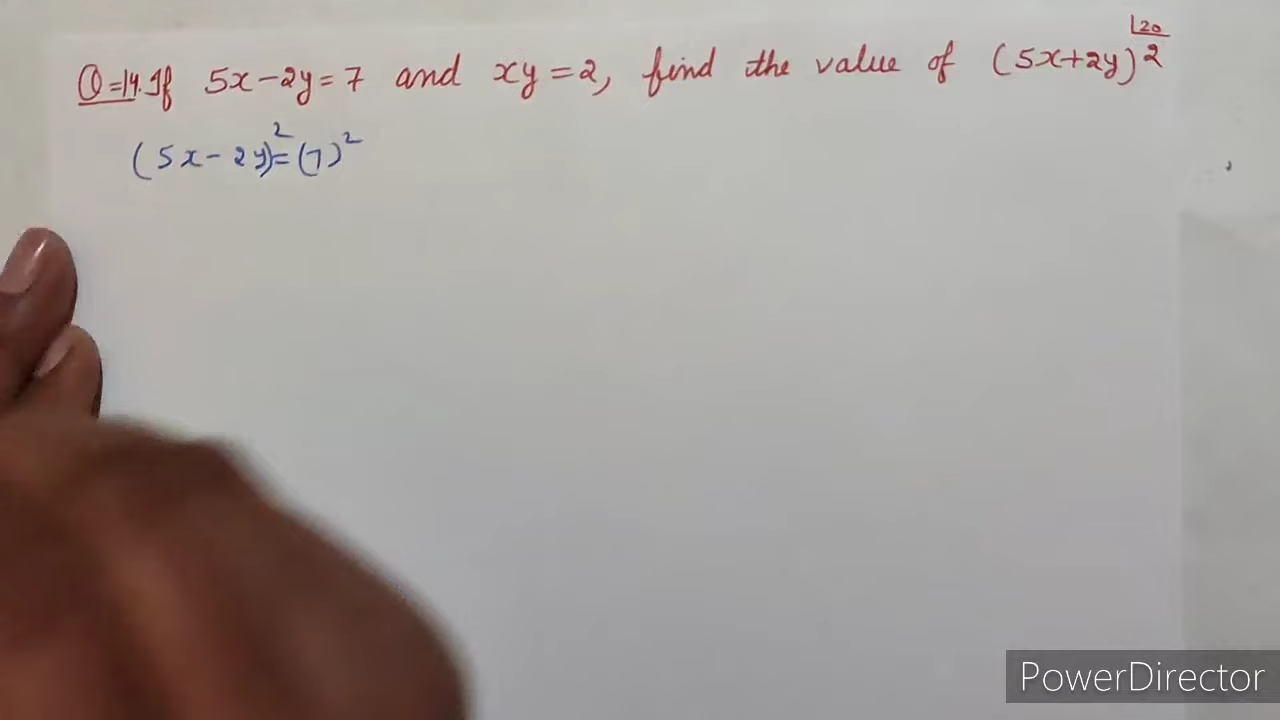 20
Q=14. If 5x-2y=7 and xy=2, find the value of (5x+2y)²
(5x-2y)²=(7)²
PowerDirector